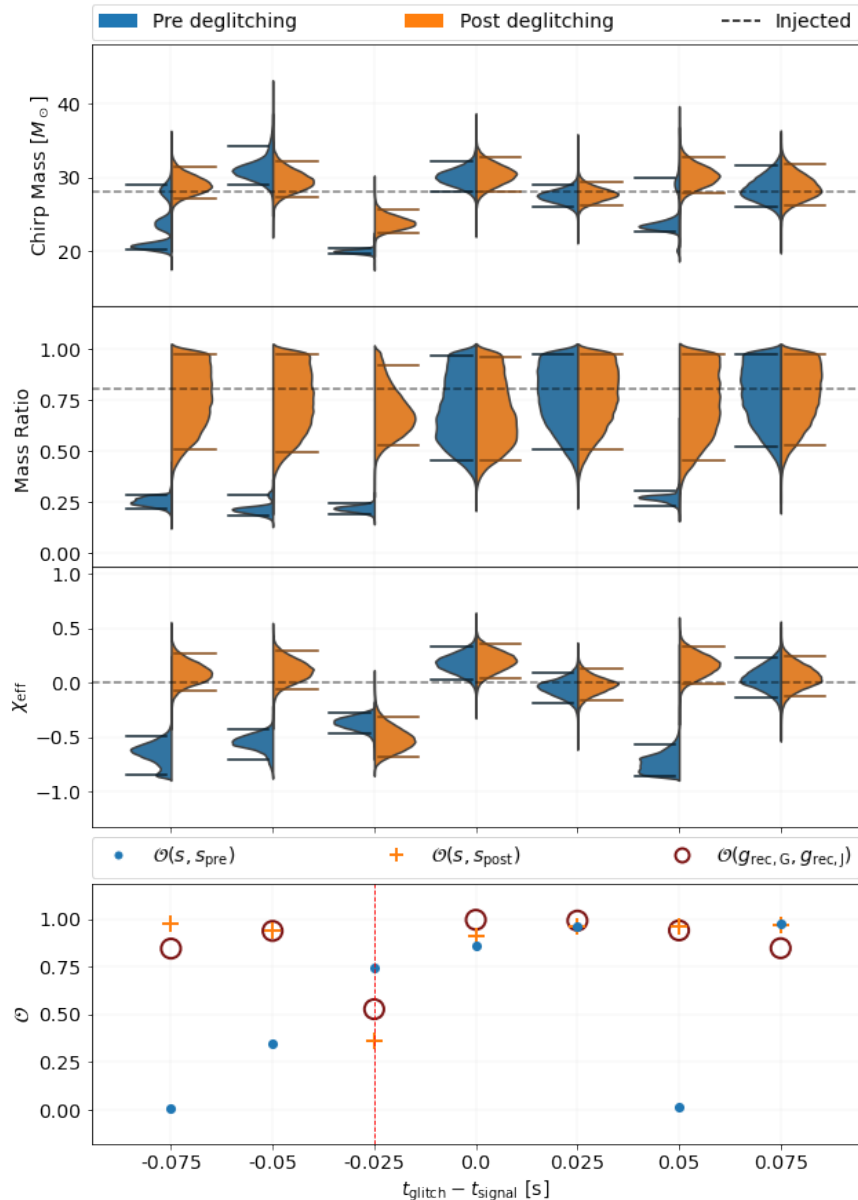 Pre deglitching Post deglitching Injected
Chirp Mass [M⊙]
40
30
20
Mass Ratio
1.00
0.75
0.50
0.25
0.00
χeff
1.0
0.5
0.0
−0.5
−1.0
𝒪(s, spre) 𝒪(s, spost) 𝒪(grec, G, grec, J)
𝒪
1.00
0.75
0.50
0.25
0.00
-0.075 -0.05 -0.025 0.0 0.025 0.05 0.075
tglitch − tsignal [s]